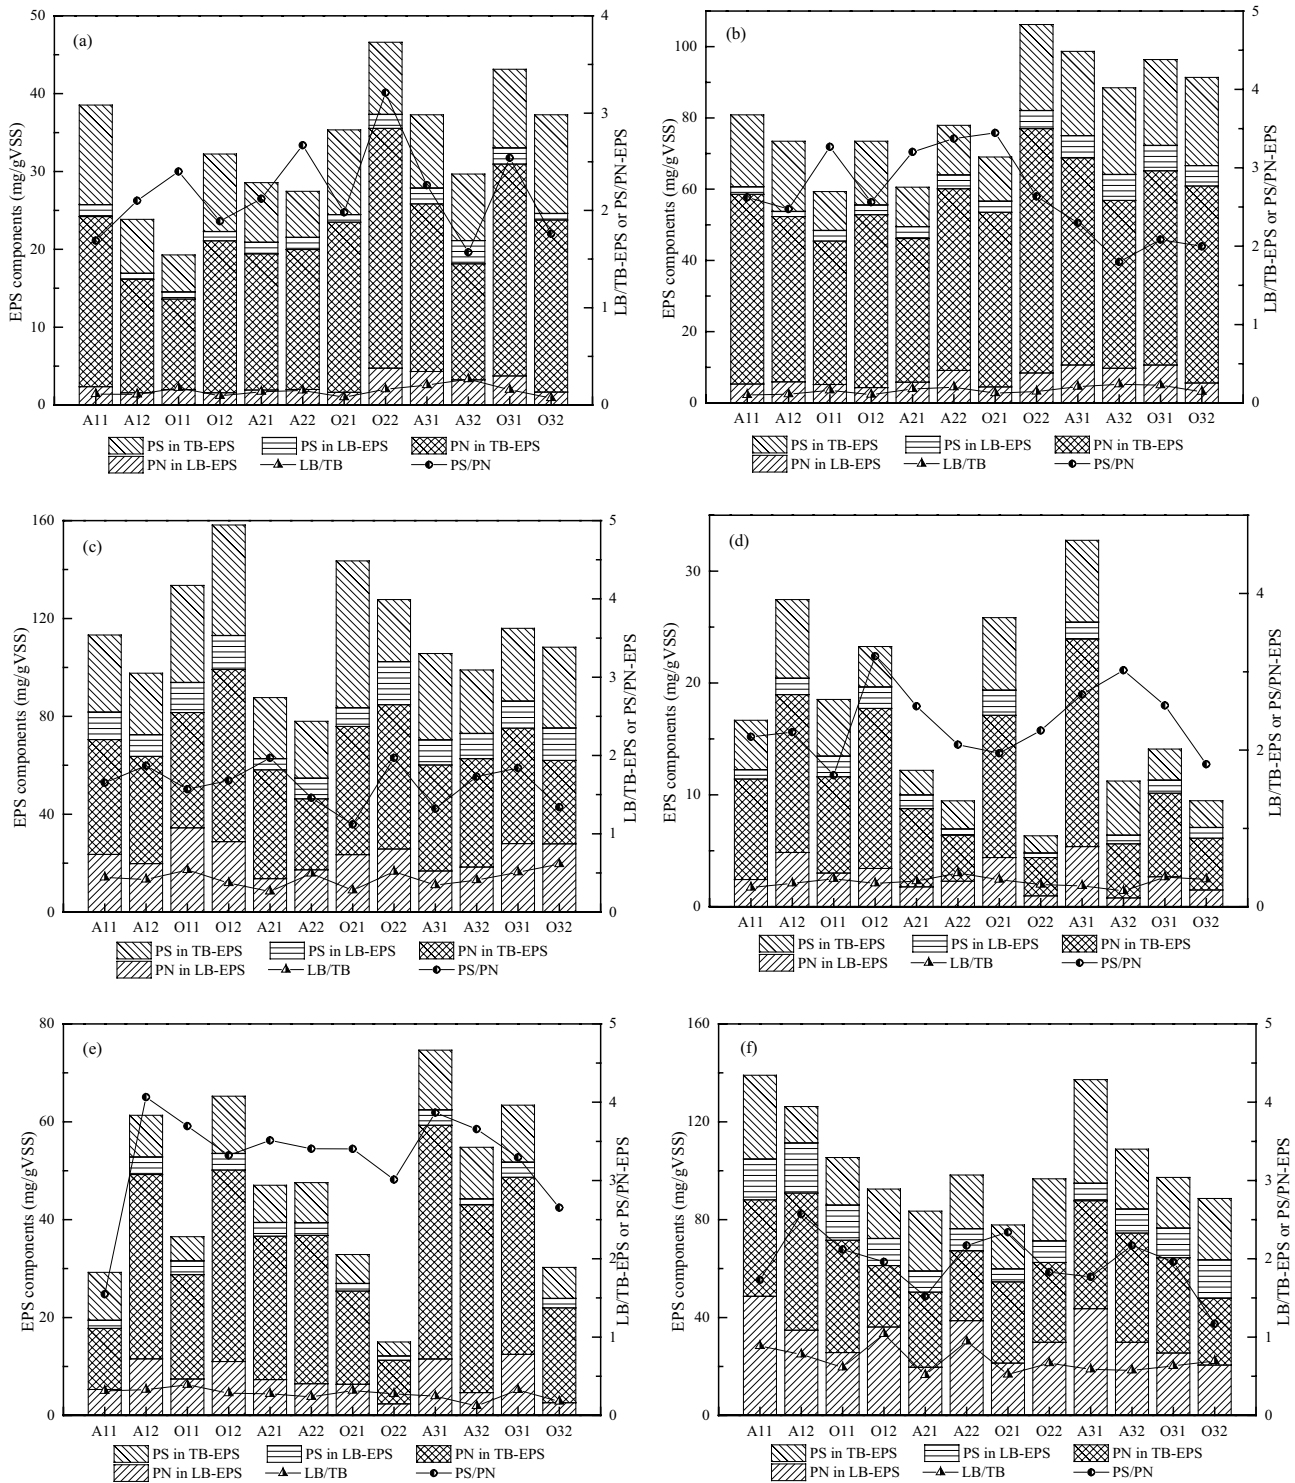 (a)
EPS components (mg/gVSS)
50
40
30
20
10
0
4
3
2
1
0
LB/TB-EPS or PS/PN-EPS
A11 A12 O11 O12 A21 A22 O21 O22 A31 A32 O31 O32
PS in TB-EPS PS in LB-EPS PN in TB-EPS
PN in LB-EPS LB/TB PS/PN
(b)
EPS components (mg/gVSS)
100
80
60
40
20
0
5
4
3
2
1
0
LB/TB-EPS or PS/PN-EPS
A11 A12 O11 O12 A21 A22 O21 O22 A31 A32 O31 O32
PS in TB-EPS PS in LB-EPS PN in TB-EPS
PN in LB-EPS LB/TB PS/PN
(c)
EPS components (mg/gVSS)
160
120
80
40
0
5
4
3
2
1
0
LB/TB-EPS or PS/PN-EPS
A11 A12 O11 O12 A21 A22 O21 O22 A31 A32 O31 O32
PS in TB-EPS PS in LB-EPS PN in TB-EPS
PN in LB-EPS LB/TB PS/PN
(d)
EPS components (mg/gVSS)
30
20
10
0
4
2
0
LB/TB-EPS or PS/PN-EPS
A11 A12 O11 O12 A21 A22 O21 O22 A31 A32 O31 O32
PS in TB-EPS PS in LB-EPS PN in TB-EPS
PN in LB-EPS LB/TB PS/PN
(e)
EPS components (mg/gVSS)
80
60
40
20
0
5
4
3
2
1
0
LB/TB-EPS or PS/PN-EPS
A11 A12 O11 O12 A21 A22 O21 O22 A31 A32 O31 O32
PS in TB-EPS PS in LB-EPS PN in TB-EPS
PN in LB-EPS LB/TB PS/PN
(f)
EPS components (mg/gVSS)
160
120
80
40
0
5
4
3
2
1
0
LB/TB-EPS or PS/PN-EPS
A11 A12 O11 O12 A21 A22 O21 O22 A31 A32 O31 O32
PS in TB-EPS PS in LB-EPS PN in TB-EPS
PN in LB-EPS LB/TB PS/PN